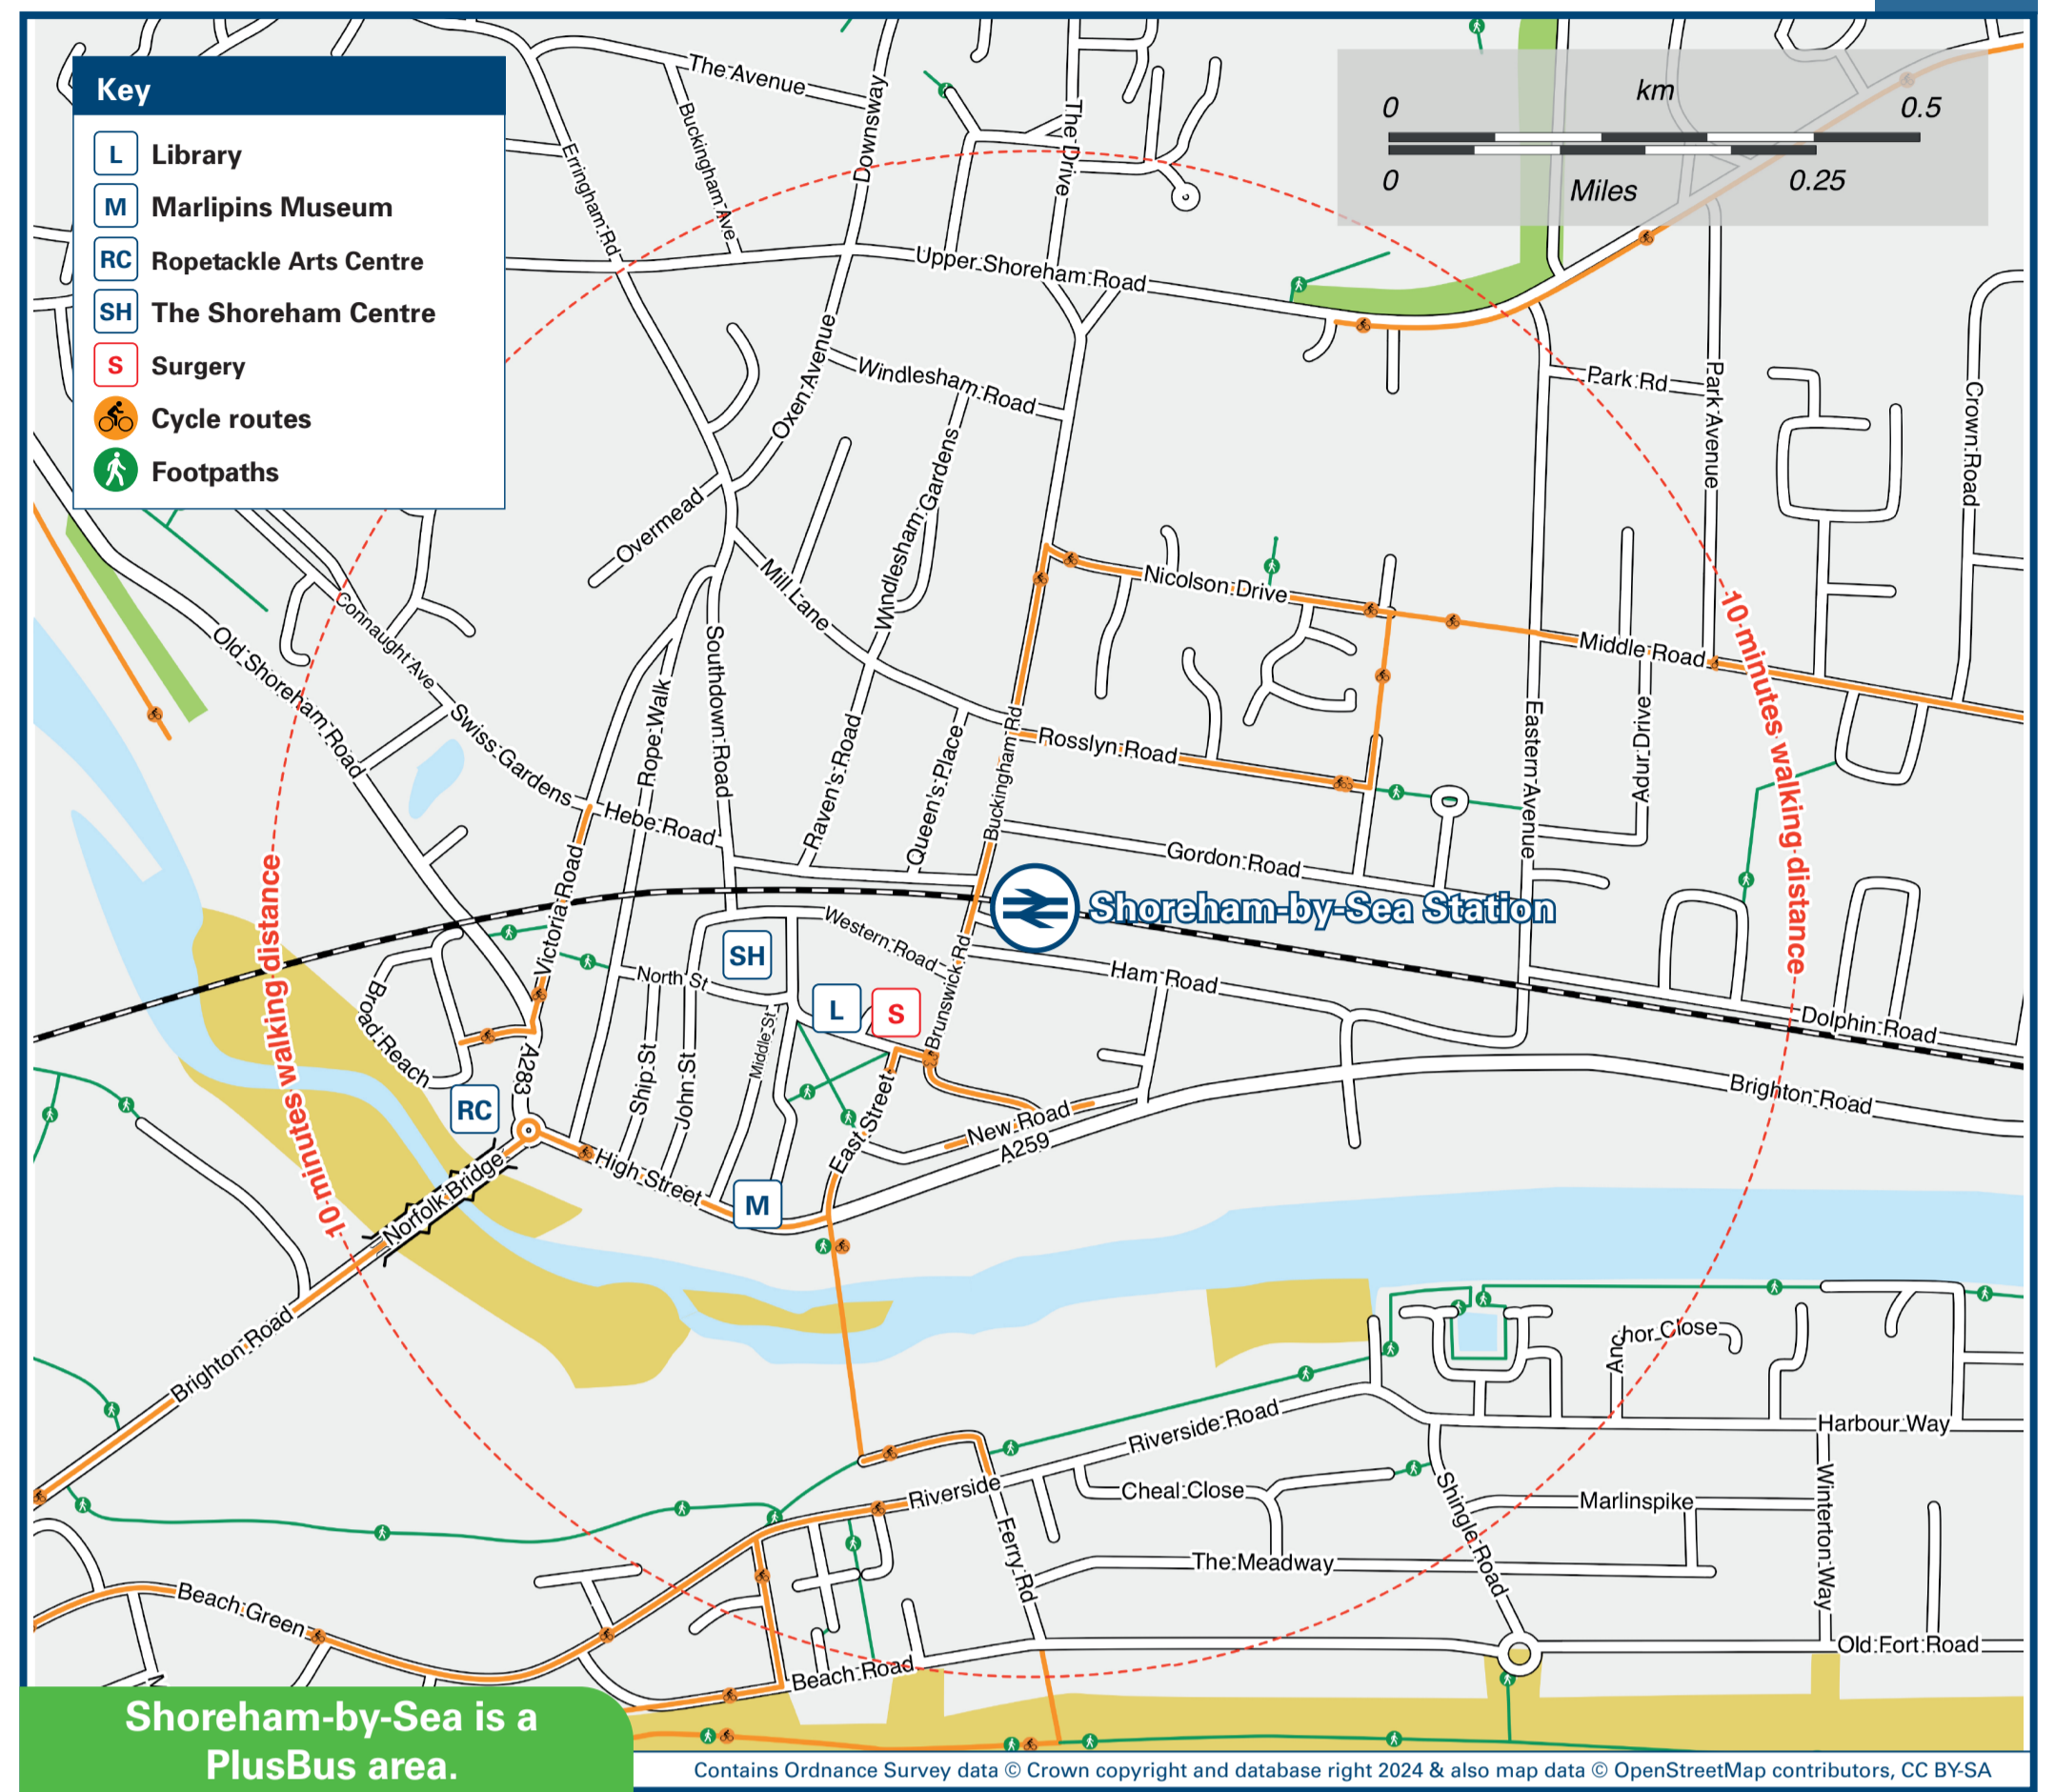 Key
L Library
M Marlipins Museum
RC Ropetackle Arts Centre
SH The Shoreham Centre
S Surgery
Cycle routes
Footpaths
km
0 0.5
0 0.25
Miles
The Avenue
Buckingham Ave
Downsway
The Drive
Erringham Rd
Upper Shoreham Road
Oxen Avenue
Windlesham Road
Park Rd
Park Avenue
Crown Road
Overmead
Windlesham Gardens
Mill Lane
Nicolson Drive
Middle Road
10 minutes walking distance
Connaught Ave
Old Shoreham Road
Swiss Gardens
Rope Walk
Southdown Road
Raven's Road
Queen's Place
Buckingham Rd
Rosslyn Road
Eastern Avenue
Adur Drive
Hebe Road
Gordon Road
Victoria Road
Shoreham-by-Sea Station
10 minutes walking distance
Western Road
SH
North St
Brunswick Rd
Ham Road
L
S
Broad Reach
Middle St
Dolphin Road
A283
Ship St
John St
RC
East Street
New Road
A259
Brighton Road
High Street
Norfolk Bridge
M
Brighton Road
Anchor Close
Riverside Road
Harbour Way
Riverside
Cheal Close
Shingle Road
Marlinspike
Winterton Way
Ferry Rd
The Meadway
Beach Green
Beach Road
Old Fort Road
Shoreham-by-Sea is a
PlusBus area.
Contains Ordnance Survey data © Crown copyright and database right 2024 & also map data © OpenStreetMap contributors, CC BY-SA